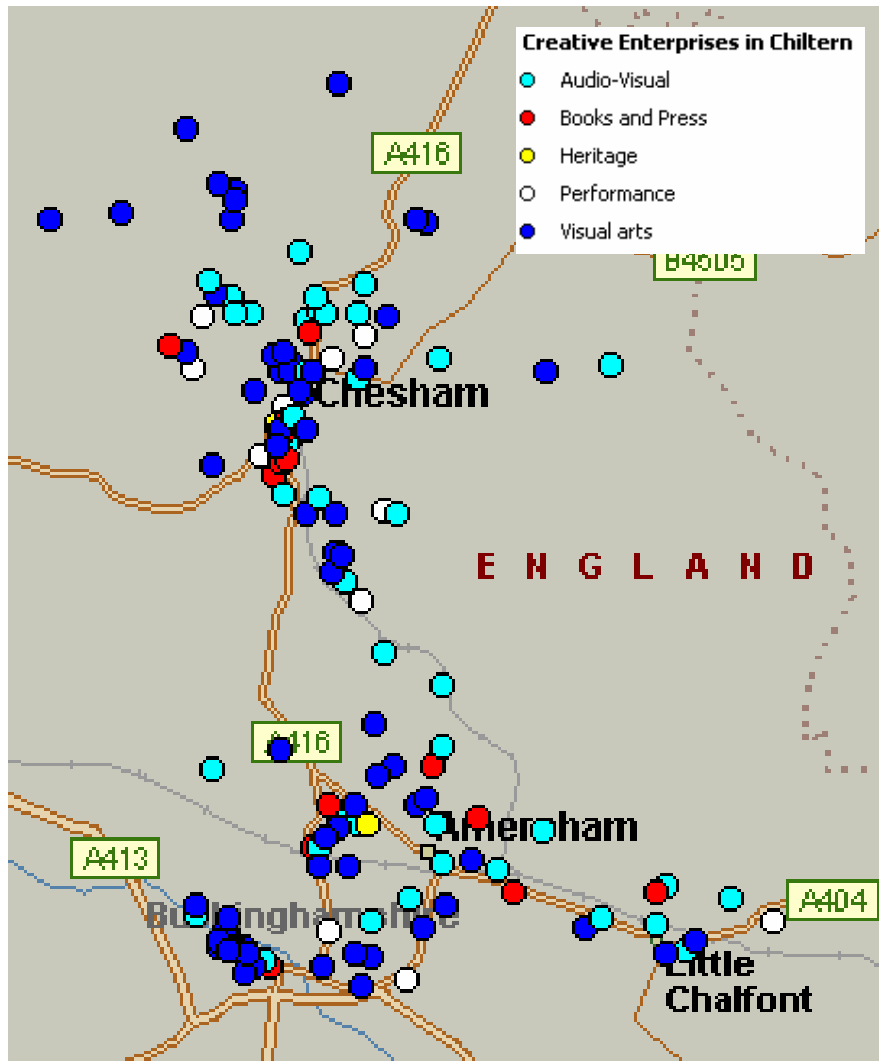 Creative Enterprises in Chiltern
Audio-Visual
Books and Press
Heritage
Performance
Visual arts
A416
B4505
Chesham
E N G L A N D
A416
Amersham
A413
Buckinghamshire
A404
Little
Chalfont